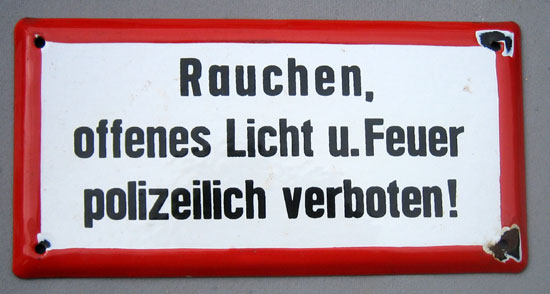 Rauchen,
offenes Licht u. Feuer
polizeilich verboten!